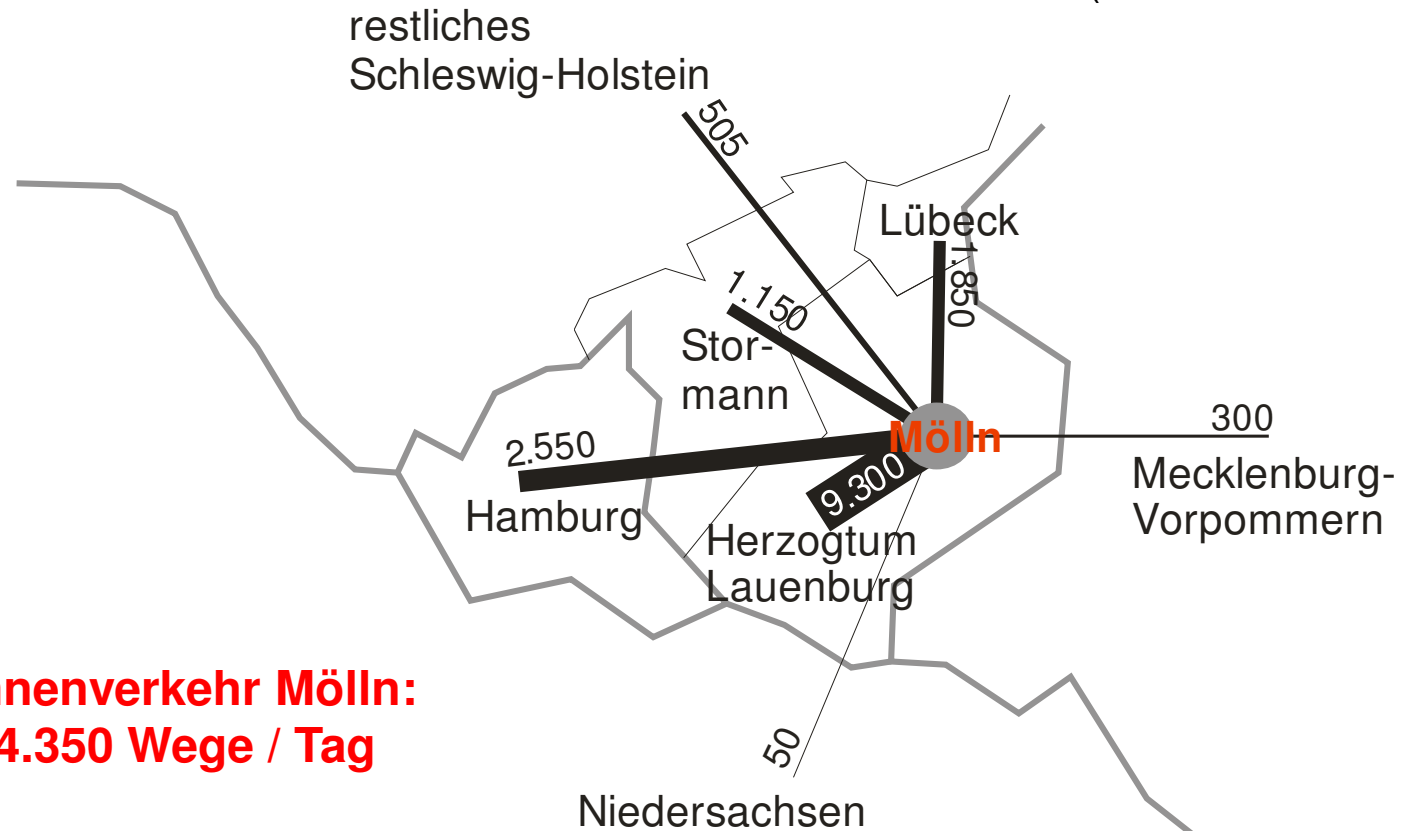 restliches
Schleswig-Holstein
505
Lübeck
1.850
1.150
Stor-
mann
2.550
Hamburg
Mölln
9.300
300
Mecklenburg-
Vorpommern
Herzogtum
Lauenburg
nnenverkehr Mölln:
4.350 Wege / Tag
50
Niedersachsen